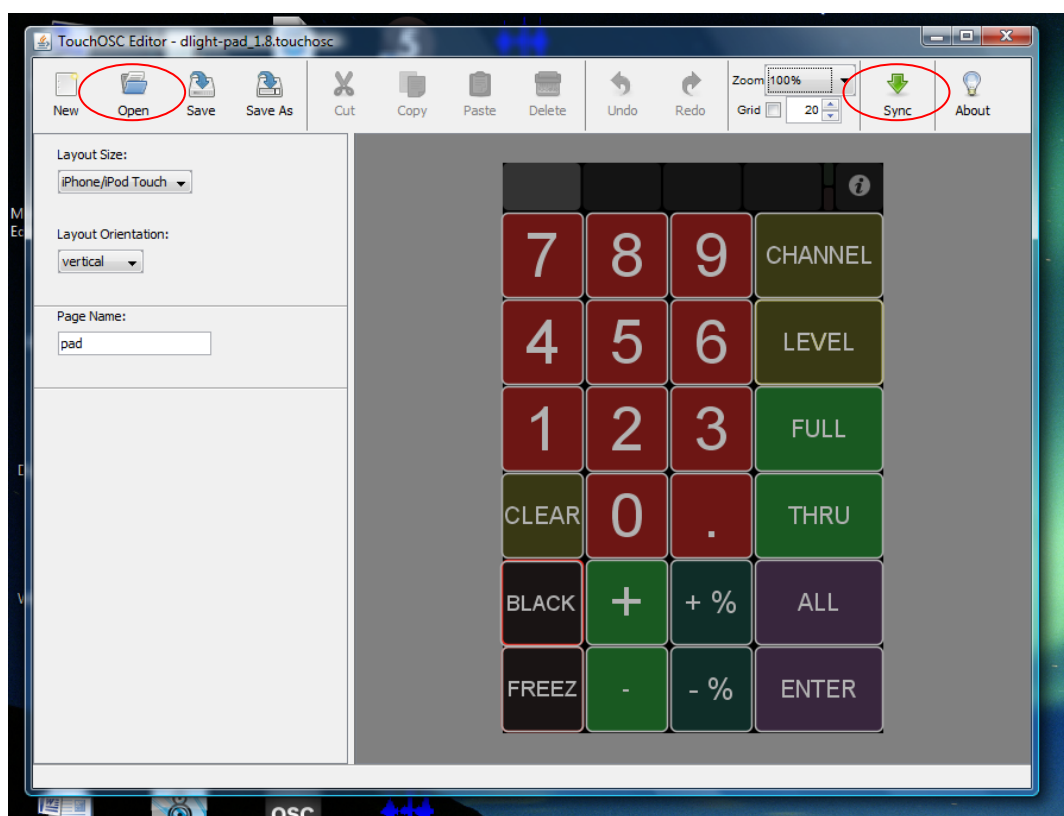 TouchOSC Editor - dlight-pad_1.8.touchosc
New Open Save Save As Cut Copy Paste Delete Undo Redo Zoom 100% Grid 20 Sync About
Layout Size:
iPhone/iPod Touch
Layout Orientation:
vertical
Page Name:
pad
7 8 9 CHANNEL
4 5 6 LEVEL
1 2 3 FULL
CLEAR 0 . THRU
BLACK + + % ALL
FREEZ - - % ENTER
OSC